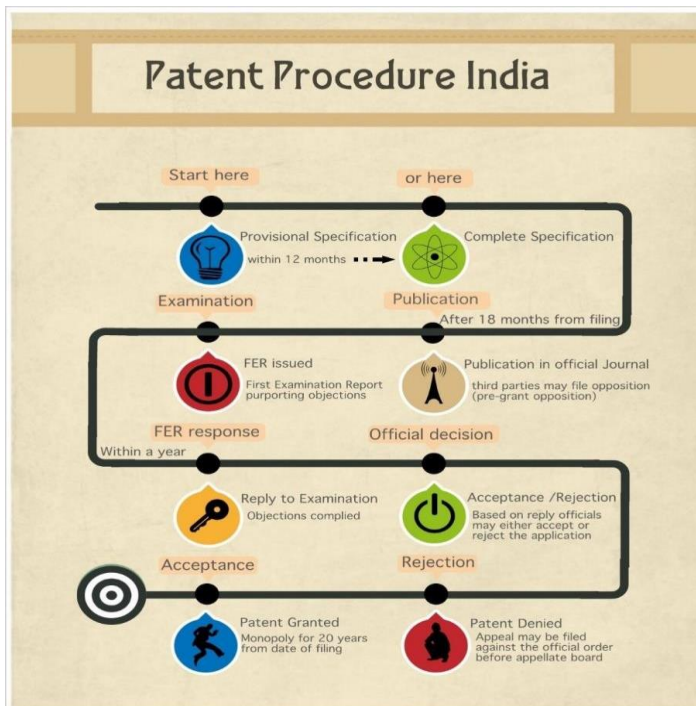 Patent Procedure India
Start here
or here
Provisional Specification
within 12 months
Complete Specification
Examination
Publication
After 18 months from filing
FER issued
First Examination Report
purporting objections
Publication in official Journal
third parties may file opposition
(pre-grant opposition)
FER response
Official decision
Within a year
Reply to Examination
Objections complied
Acceptance /Rejection
Based on reply officials
may either accept or
reject the application
Acceptance
Rejection
Patent Granted
Monopoly for 20 years
from date of filing
Patent Denied
Appeal may be filed
against the official order
before appellate board